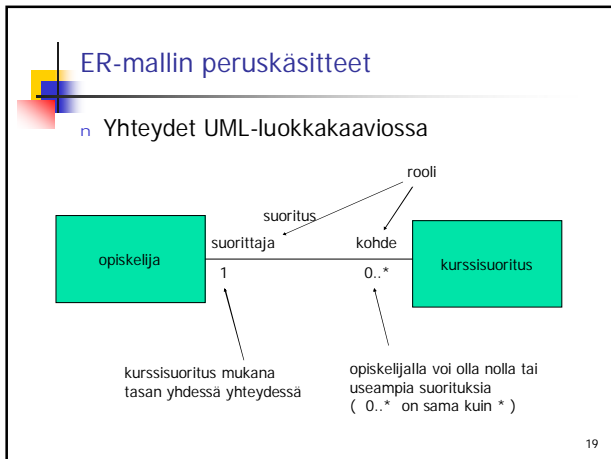 ER-mallin peruskäsitteet
n Yhteydet UML-luokkakaaviossa
rooli
suoritus
suorittaja
kohde
opiskelija
kurssisuoritus
1
0..*
kurssisuoritus mukana
tasan yhdessä yhteydessä
opiskelijalla voi olla nolla tai
useampia suorituksia
( 0..* on sama kuin * )
19